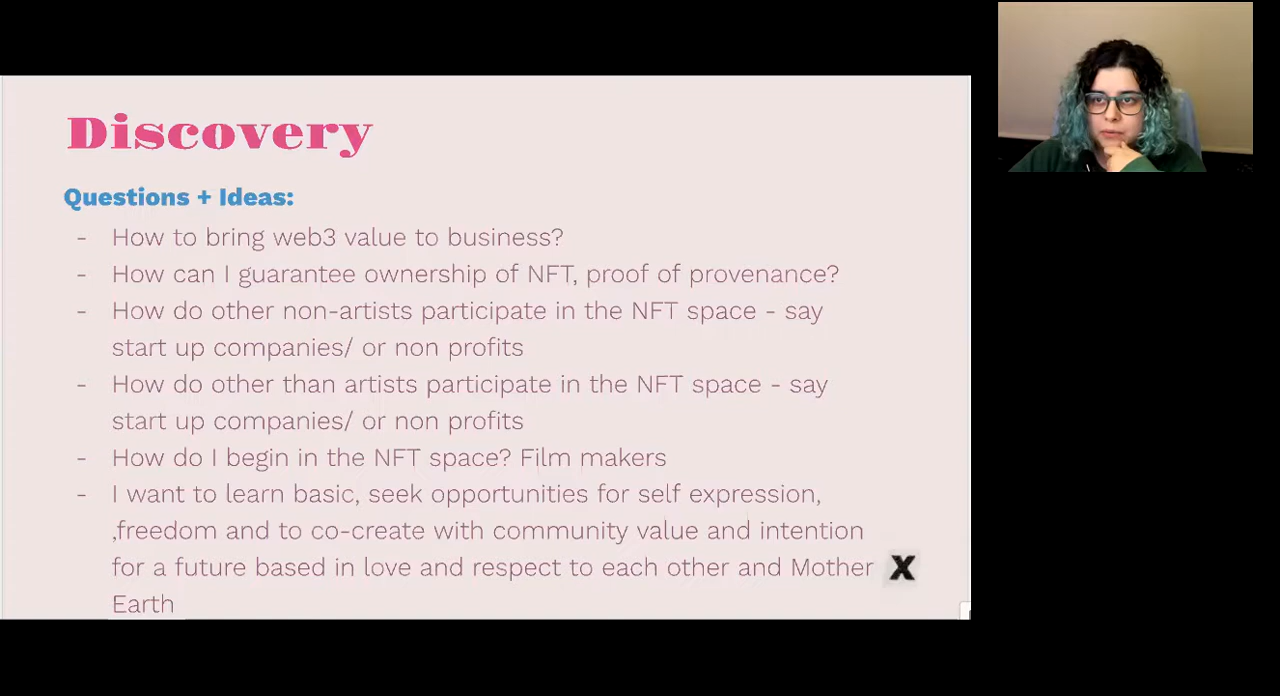 Discovery
Questions + Ideas:
- How to bring web3 value to business?
- How can I guarantee ownership of NFT, proof of provenance?
- How do other non-artists participate in the NFT space - say
start up companies/ or non profits
- How do other than artists participate in the NFT space - say
start up companies/ or non profits
- How do I begin in the NFT space? Film makers
- I want to learn basic, seek opportunities for self expression,
,freedom and to co-create with community value and intention
for a future based in love and respect to each other and Mother
Earth
X